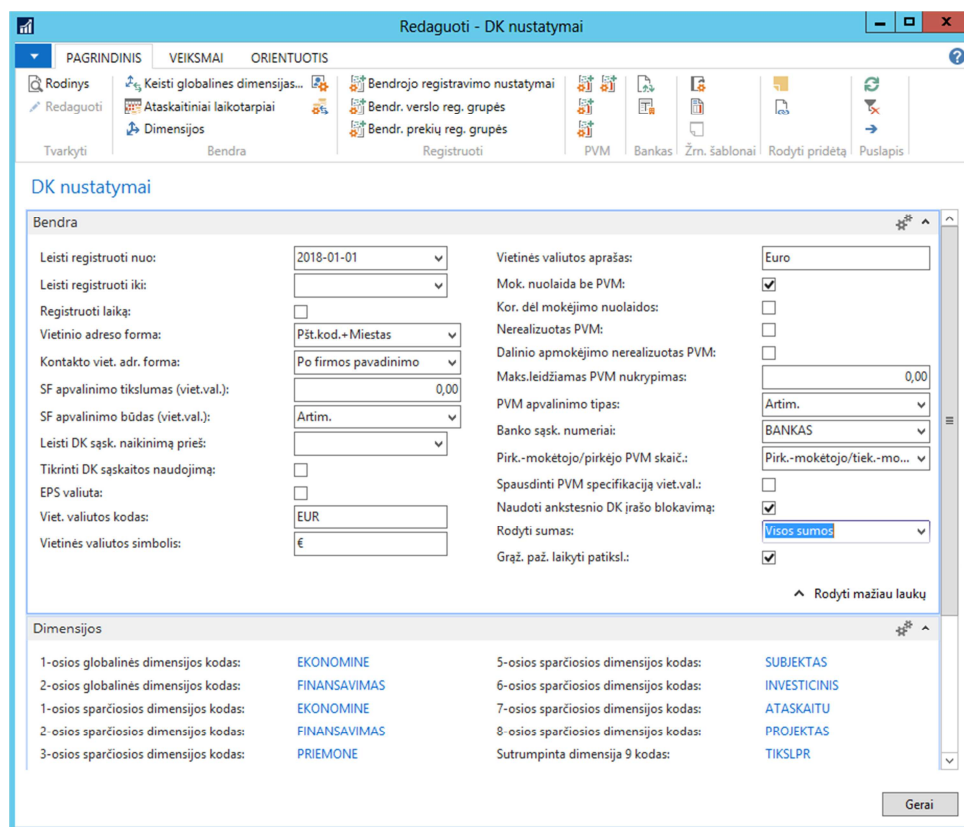 Redaguoti - DK nustatymai
PAGRINDINIS VEIKSMAI ORIENTUOTIS
Rodinys
Redaguoti
Tvarkyti
Keisti globalines dimensijas...
Ataskaitiniai laikotarpiai
Dimensijos
Bendra
Bendrojo registravimo nustatymai
Bendr. verslo reg. grupės
Bendr. prekių reg. grupės
Registruoti
PVM
Bankas
Žrn. šablonai
Rodyti pridėtą
Puslapis
DK nustatymai
Bendra
Leisti registruoti nuo: 2018-01-01
Leisti registruoti iki:
Registruoti laiką:
Vietinio adreso forma: Pšt.kod.+Miestas
Kontakto viet. adr. forma: Po firmos pavadinimo
SF apvalinimo tikslumas (viet.val.): 0,00
SF apvalinimo būdas (viet.val.): Artim.
Leisti DK sąsk. naikinimą prieš:
Tikrinti DK sąskaitos naudojimą:
EPS valiuta:
Viet. valiutos kodas: EUR
Vietinės valiutos simbolis: €
Vietinės valiutos aprašas: Euro
Mok. nuolaida be PVM:
Kor. dėl mokėjimo nuolaidos:
Nerealizuotas PVM:
Dalinio apmokėjimo nerealizuotas PVM:
Maks.leidžiamas PVM nukrypimas: 0,00
PVM apvalinimo tipas: Artim.
Banko sąsk. numeriai: BANKAS
Pirk.-mokėtojo/pirkėjo PVM skaič.: Pirk.-mokėtojo/tiek.-mo...
Spausdinti PVM specifikaciją viet.val.:
Naudoti ankstesnio DK įrašo blokavimą:
Rodyti sumas: Visos sumos
Grąž. paž. laikyti patiksl.:
Rodyti mažiau laukų
Dimensijos
1-osios globalinės dimensijos kodas: EKONOMINE
2-osios globalinės dimensijos kodas: FINANSAVIMAS
1-osios sparčiosios dimensijos kodas: EKONOMINE
2-osios sparčiosios dimensijos kodas: FINANSAVIMAS
3-osios sparčiosios dimensijos kodas: PRIEMONE
5-osios sparčiosios dimensijos kodas: SUBJEKTAS
6-osios sparčiosios dimensijos kodas: INVESTICINIS
7-osios sparčiosios dimensijos kodas: ATASKAITU
8-osios sparčiosios dimensijos kodas: PROJEKTAS
Sutrumpinta dimensija 9 kodas: TIKSLPR
Gerai